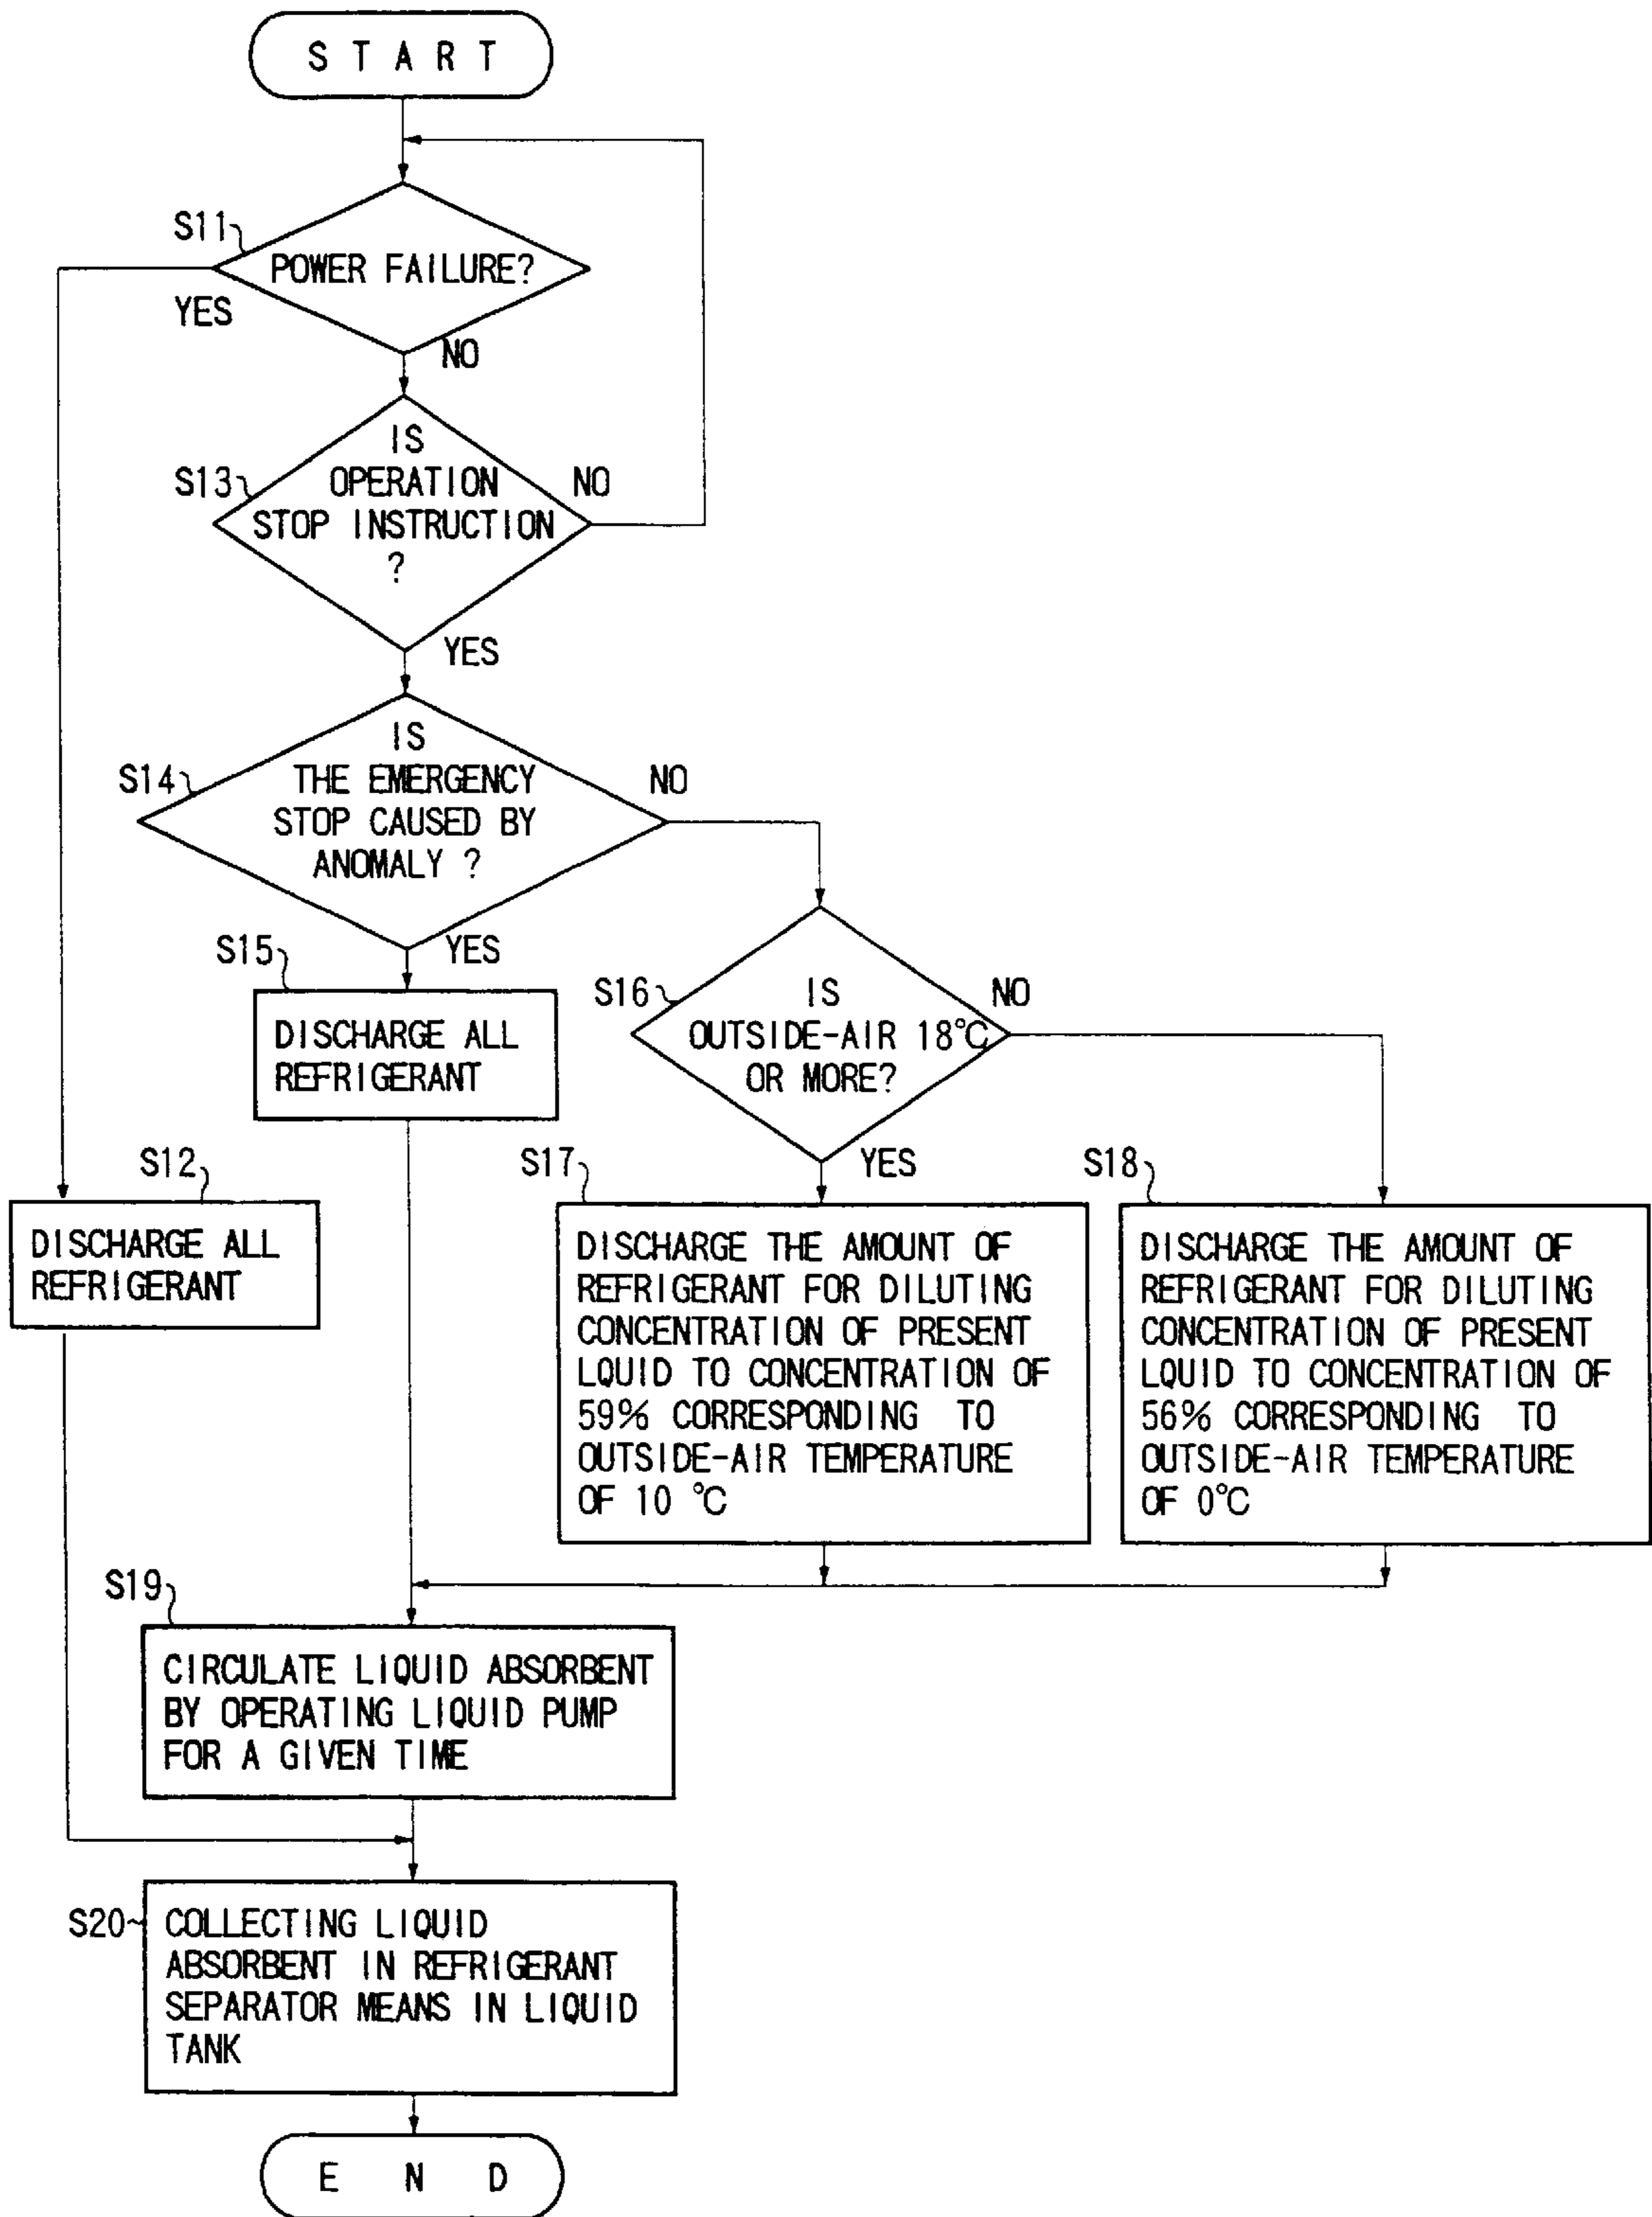 START
S11
POWER FAILURE?
YES
NO
S13
IS
OPERATION
STOP INSTRUCTION
?
NO
YES
S14
IS
THE EMERGENCY
STOP CAUSED BY
ANOMALY ?
NO
YES
S15
DISCHARGE ALL
REFRIGERANT
S16
IS
OUTSIDE-AIR 18°C
OR MORE?
NO
YES
S12
DISCHARGE ALL
REFRIGERANT
S17
DISCHARGE THE AMOUNT OF
REFRIGERANT FOR DILUTING
CONCENTRATION OF PRESENT
LQUID TO CONCENTRATION OF
59% CORRESPONDING TO
OUTSIDE-AIR TEMPERATURE
OF 10 °C
S18
DISCHARGE THE AMOUNT OF
REFRIGERANT FOR DILUTING
CONCENTRATION OF PRESENT
LQUID TO CONCENTRATION OF
56% CORRESPONDING TO
OUTSIDE-AIR TEMPERATURE
OF 0°C
S19
CIRCULATE LIQUID ABSORBENT
BY OPERATING LIQUID PUMP
FOR A GIVEN TIME
S20
COLLECTING LIQUID
ABSORBENT IN REFRIGERANT
SEPARATOR MEANS IN LIQUID
TANK
END